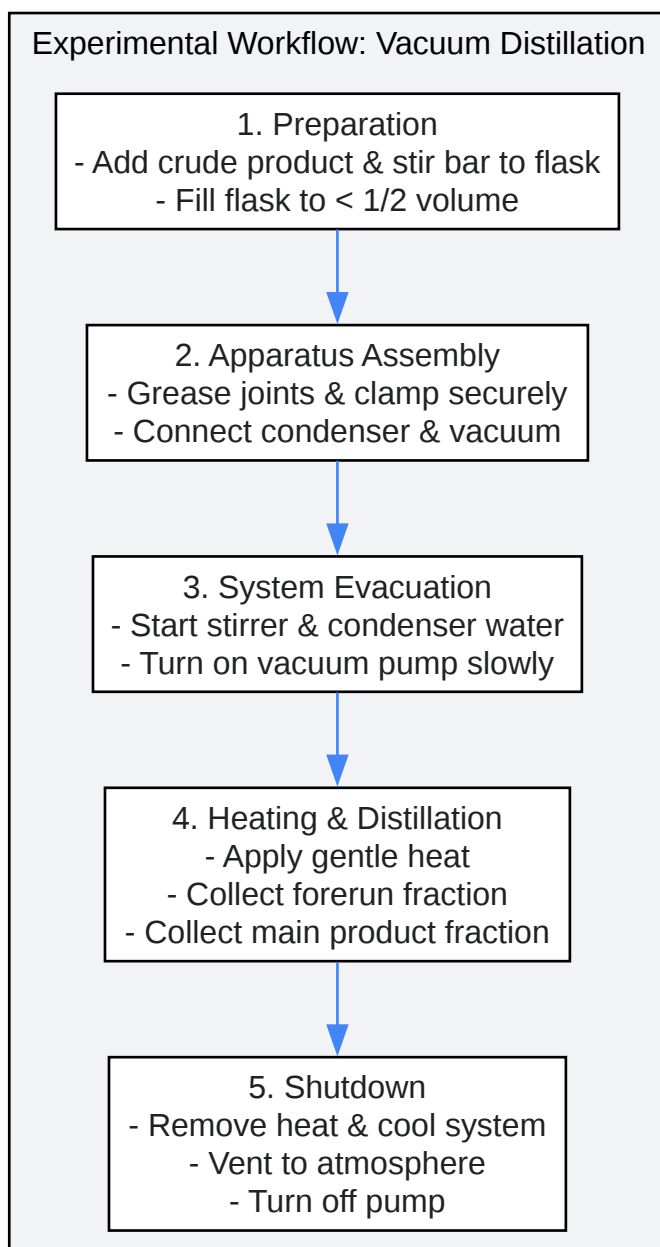 Experimental Workflow: Vacuum Distillation
1. Preparation
- Add crude product & stir bar to flask
- Fill flask to < 1/2 volume
2. Apparatus Assembly
- Grease joints & clamp securely
- Connect condenser & vacuum
3. System Evacuation
- Start stirrer & condenser water
- Turn on vacuum pump slowly
4. Heating & Distillation
- Apply gentle heat
- Collect forerun fraction
- Collect main product fraction
5. Shutdown
- Remove heat & cool system
- Vent to atmosphere
- Turn off pump